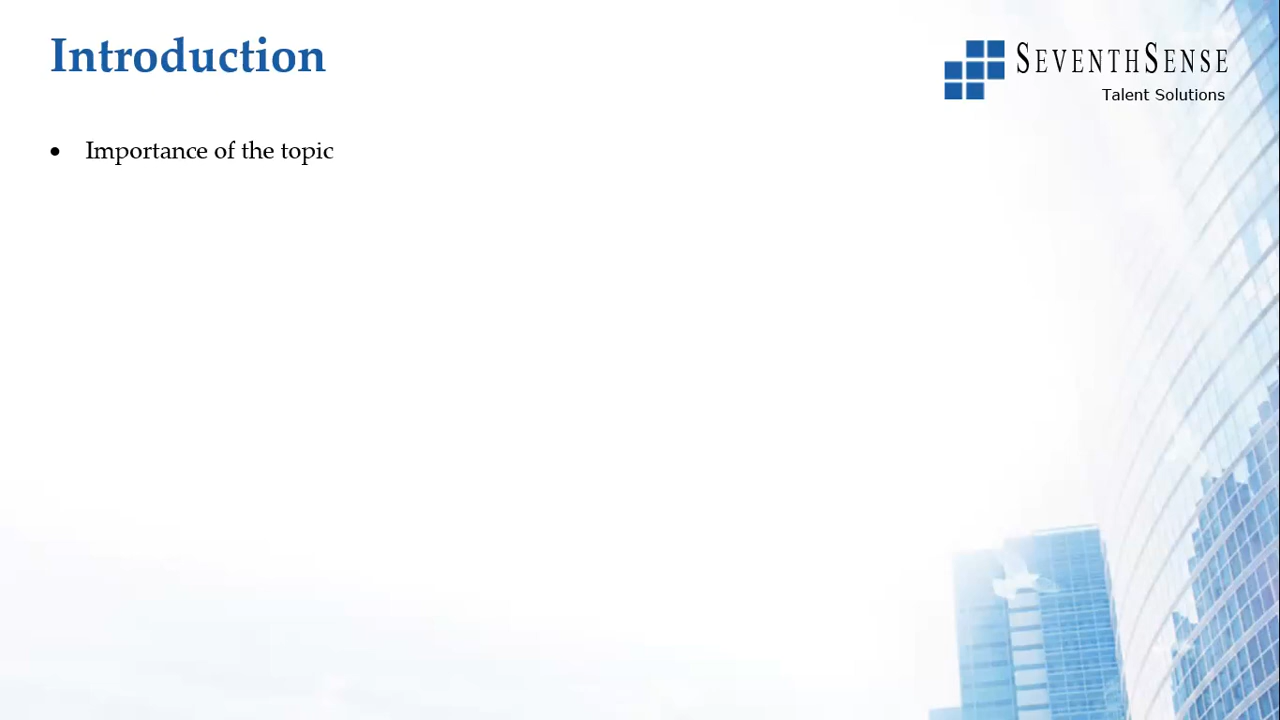 Introduction
SEVENTHSENSE
Talent Solutions
• Importance of the topic